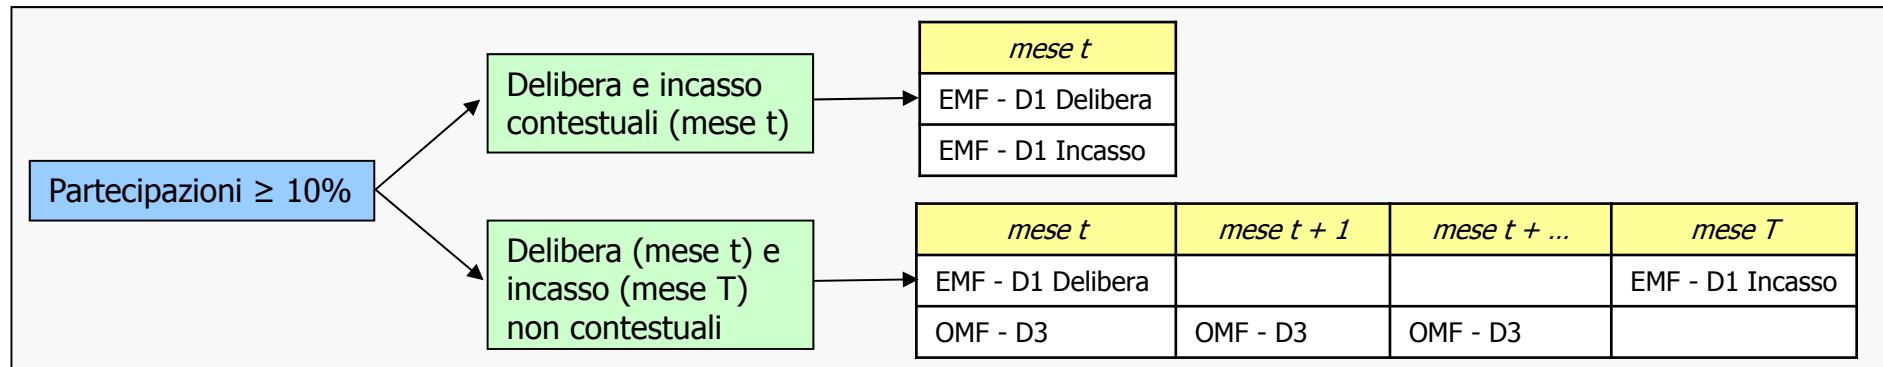 Partecipazioni ≥ 10%
Delibera e incasso
contestuali (mese t)
mese t
EMF - D1 Delibera
EMF - D1 Incasso
Delibera (mese t) e
incasso (mese T)
non contestuali
mese t mese t + 1 mese t + ... mese T
EMF - D1 Delibera EMF - D1 Incasso
OMF - D3 OMF - D3 OMF - D3